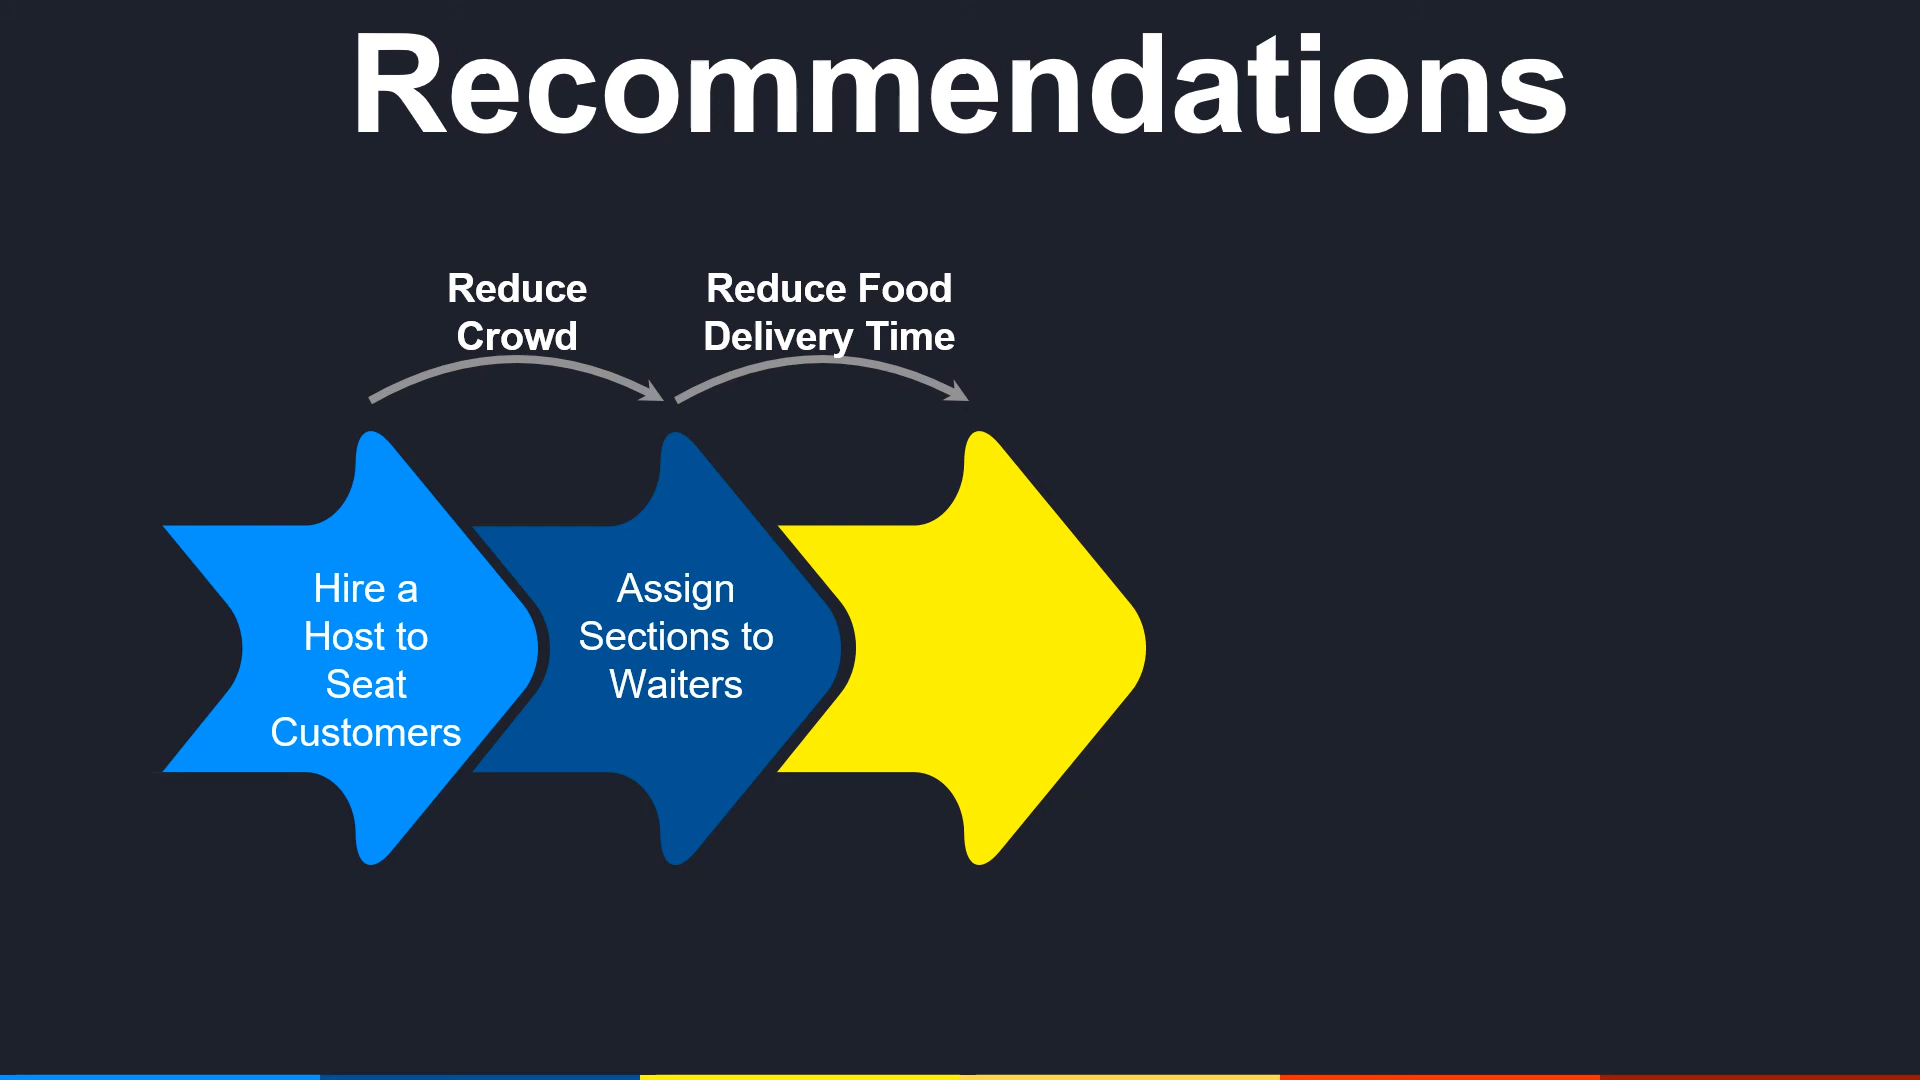 Recommendations
Reduce
Crowd
Reduce Food
Delivery Time
Hire a
Host to
Seat
Customers
Assign
Sections to
Waiters